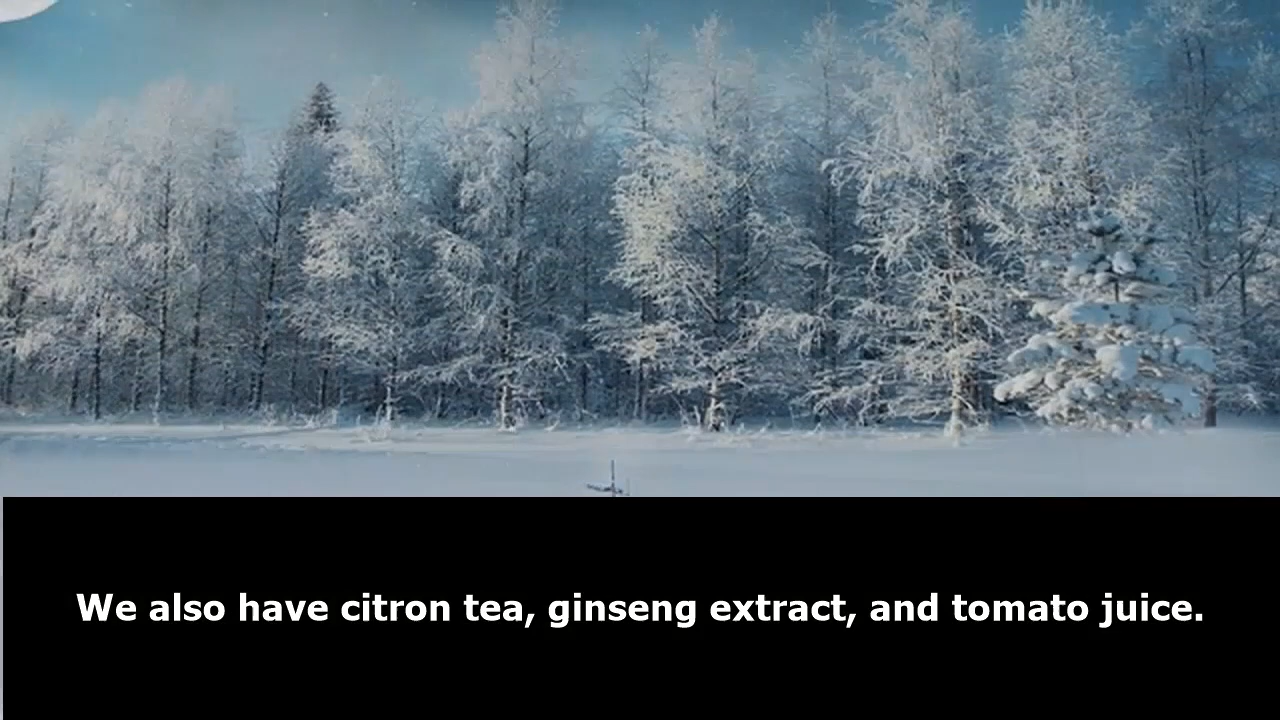 We also have citron tea, ginseng extract, and tomato juice.